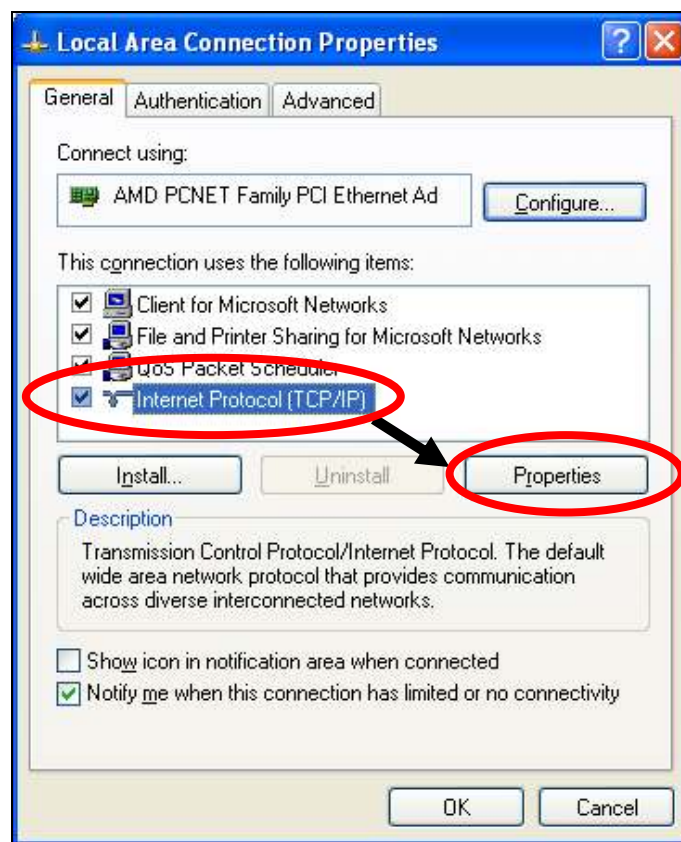 Local Area Connection Properties
General Authentication Advanced
Connect using:
AMD PCNET Family PCI Ethernet Ad
Configure...
This connection uses the following items:
Client for Microsoft Networks
File and Printer Sharing for Microsoft Networks
QoS Packet Scheduler
Internet Protocol (TCP/IP)
Install... Uninstall Properties
Description
Transmission Control Protocol/Internet Protocol. The default
wide area network protocol that provides communication
across diverse interconnected networks.
Show icon in notification area when connected
Notify me when this connection has limited or no connectivity
OK Cancel